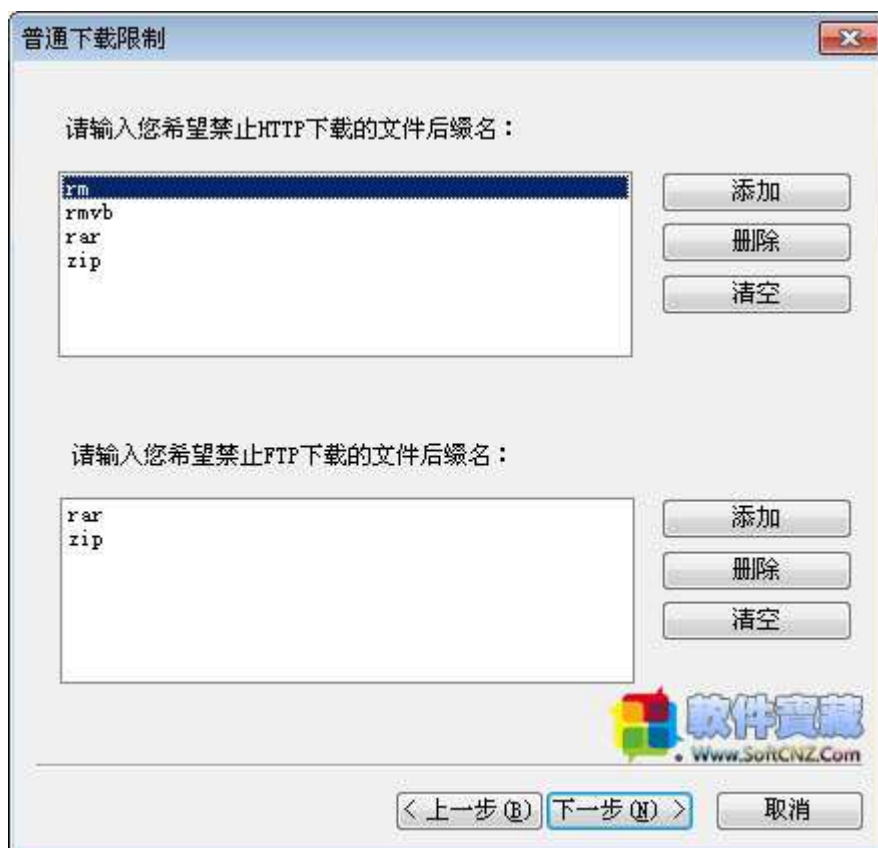 普通下载限制
请输入您希望禁止HTTP下载的文件后缀名：
rm
rmvb
rar
zip
添加
删除
清空
请输入您希望禁止FTP下载的文件后缀名：
rar
zip
添加
删除
清空
軟件寶藏
Www.SoftCNZ.Com
< 上一步(B)
下一步(N) >
取消